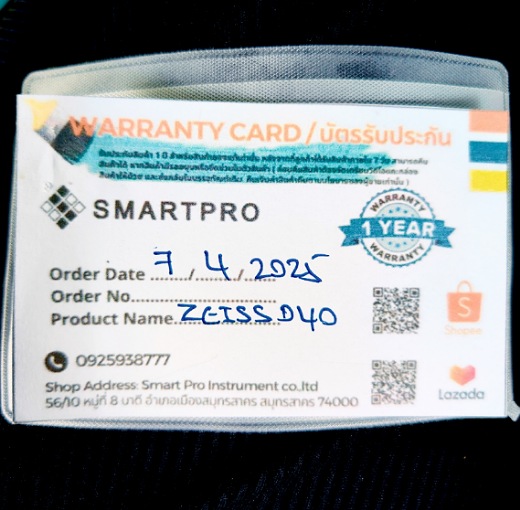 WARRANTY CARD / บัตรรับประกัน
SMARTPRO
WARRANTY
1 YEAR
WARRANTY
Order Date 7 / 4 / 2025
Order No.
Product Name ZEISS D40
Shopee
0925938777
Shop Address: Smart Pro Instrument co.,ltd
56/10 หมู่ที่ 8 นาดี อำเภอเมืองสมุทรสาคร สมุทรสาคร 74000
Lazada